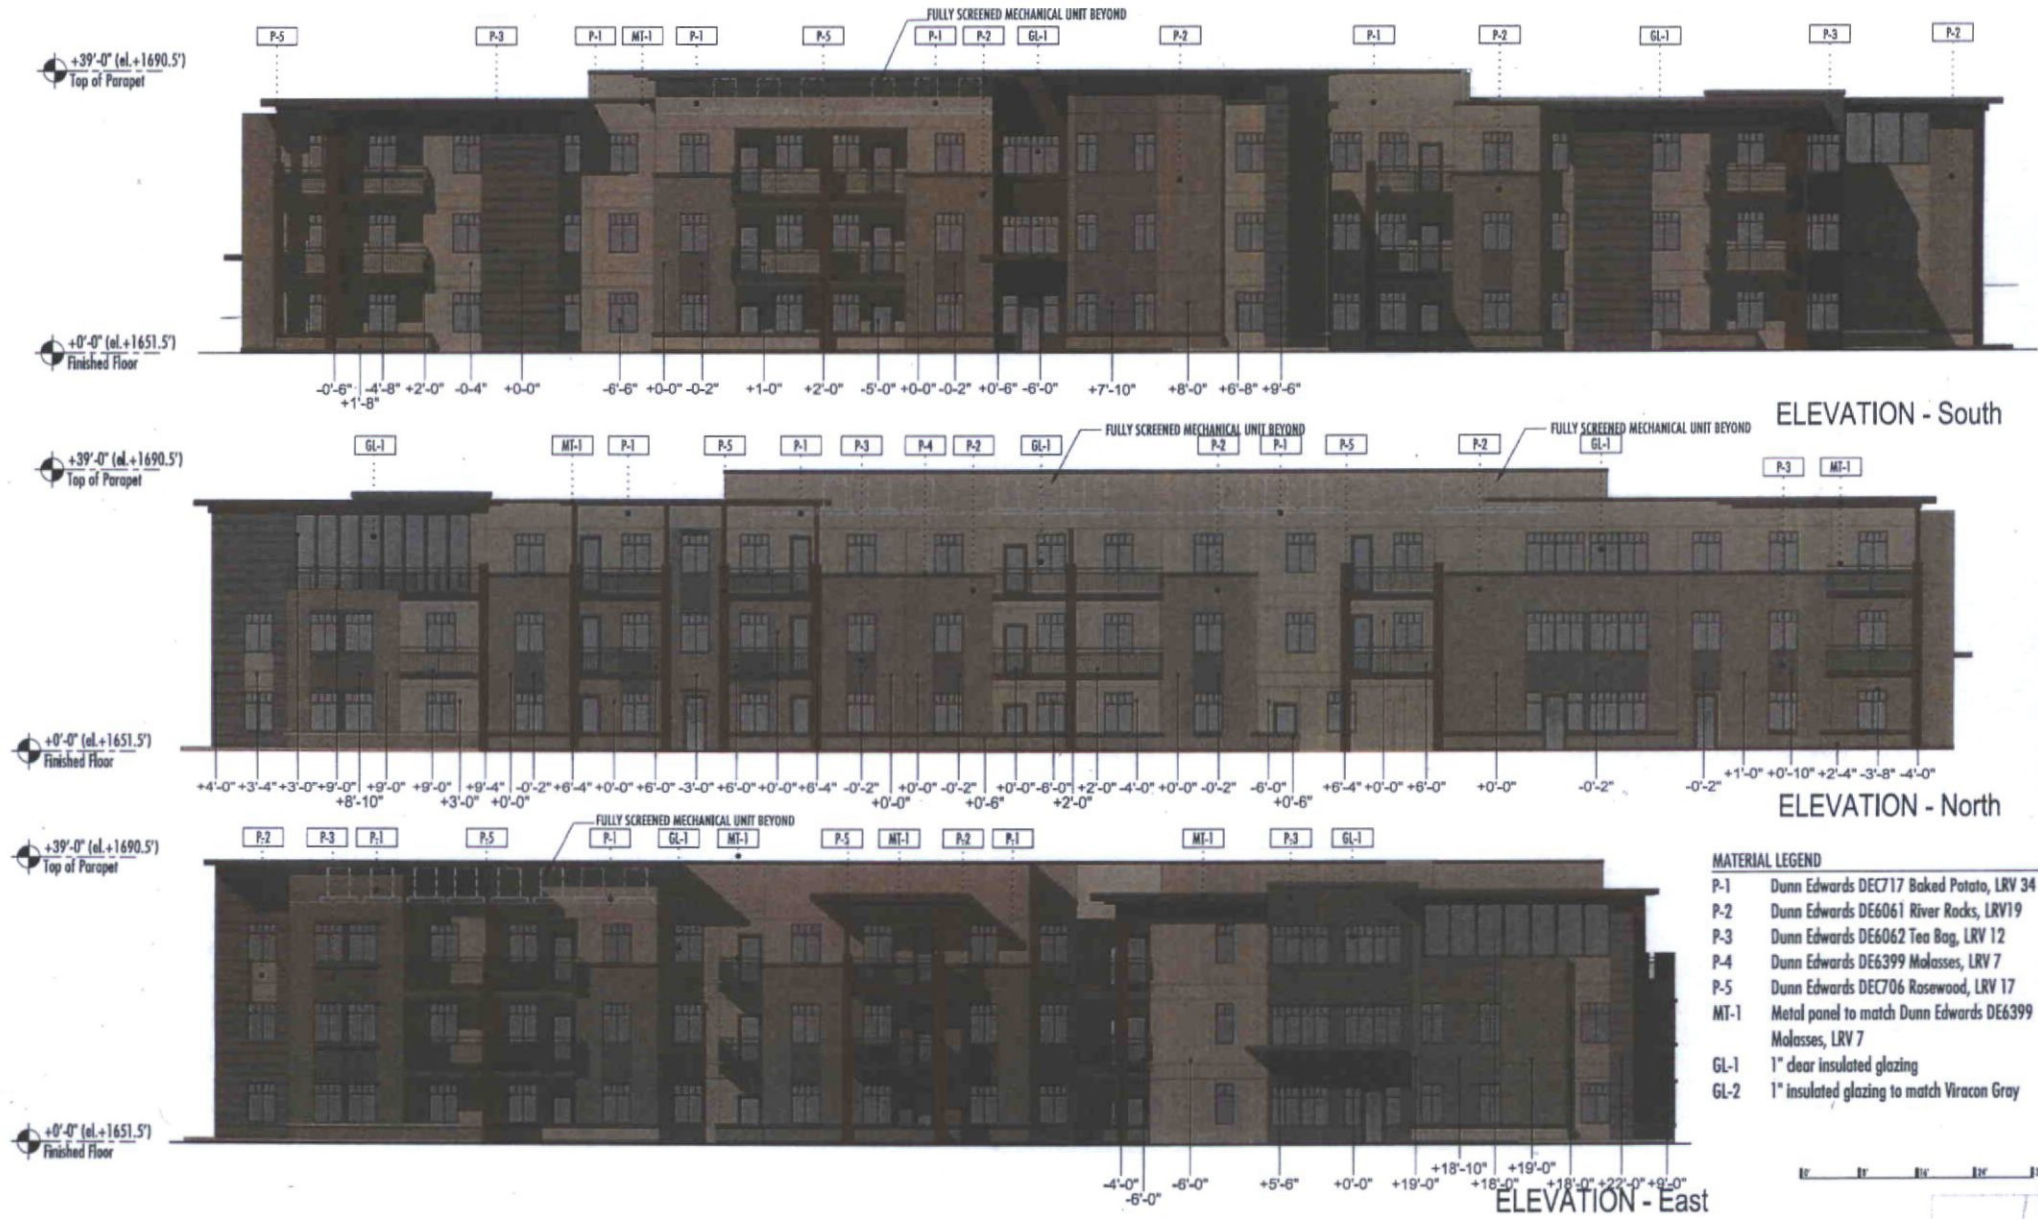 FULLY SCREENED MECHANICAL UNIT BEYOND
P-5 P-3 P-1 MT-1 P-1 P-5 P-1 P-2 GL-1 P-2 P-1 P-2 GL-1 P-3 P-2
+39'-0" (el.+1690.5')
Top of Parapet
+0'-0" (el.+1651.5')
Finished Floor
-0'-6" -4'-8" +2'-0" -0-4" +0-0" -6'-6" +0-0" -0-2" +1-0" +2'-0" -5'-0" +0-0" -0-2" +0'-6" -6'-0" +7'-10" +8'-0" +6'-8" +9'-6"
+1'-8"
ELEVATION - South
FULLY SCREENED MECHANICAL UNIT BEYOND FULLY SCREENED MECHANICAL UNIT BEYOND
GL-1 MT-1 P-1 P-5 P-1 P-3 P-4 P-2 GL-1 P-2 P-1 P-5 P-2 GL-1
P-3 MT-1
+39'-0" (el.+1690.5')
Top of Parapet
+0'-0" (el.+1651.5')
Finished Floor
+1'-0" +0'-10" +2'-4" -3'-8" -4'-0"
+4'-0" +3'-4" +3'-0" +9'-0" +9'-0" +9'-0" +9'-4" -0'-2" +6'-4" +0'-0" +6'-0" -3'-0" +6'-0" +0'-0" +6'-4" -0'-2" +0'-0" -0'-2" +0'-0" -6'-0" +2'-0" -4'-0" +0'-0" -0'-2" -6'-0" +6'-4" +0'-0" +6'-0" +0'-0" -0'-2" -0'-2"
+8'-10" +3'-0" +0'-0" +0'-0" +0'-6" +2'-0" +0'-6"
ELEVATION - North
FULLY SCREENED MECHANICAL UNIT BEYOND
P-2 P-3 P-1 P-5 P-1 GL-1 MT-1 P-5 MT-1 P-2 P-1 MT-1 P-3 GL-1
+39'-0" (el.+1690.5')
Top of Parapet
+0'-0" (el.+1651.5')
Finished Floor
+18'-10" +19'-0"
-4'-0" -6'-0" +5'-6" +0'-0" +19'-0" +18'-0" +18'-0" +22'-0" +9'-0"
-6'-0"
ELEVATION - East
MATERIAL LEGEND
P-1 Dunn Edwards DEC717 Baked Potato, LRV 34
P-2 Dunn Edwards DE6061 River Rocks, LRV19
P-3 Dunn Edwards DE6062 Tea Bag, LRV 12
P-4 Dunn Edwards DE6399 Molasses, LRV 7
P-5 Dunn Edwards DEC706 Rosewood, LRV 17
MT-1 Metal panel to match Dunn Edwards DE6399
Molasses, LRV 7
GL-1 1" clear insulated glazing
GL-2 1" insulated glazing to match Viracon Gray